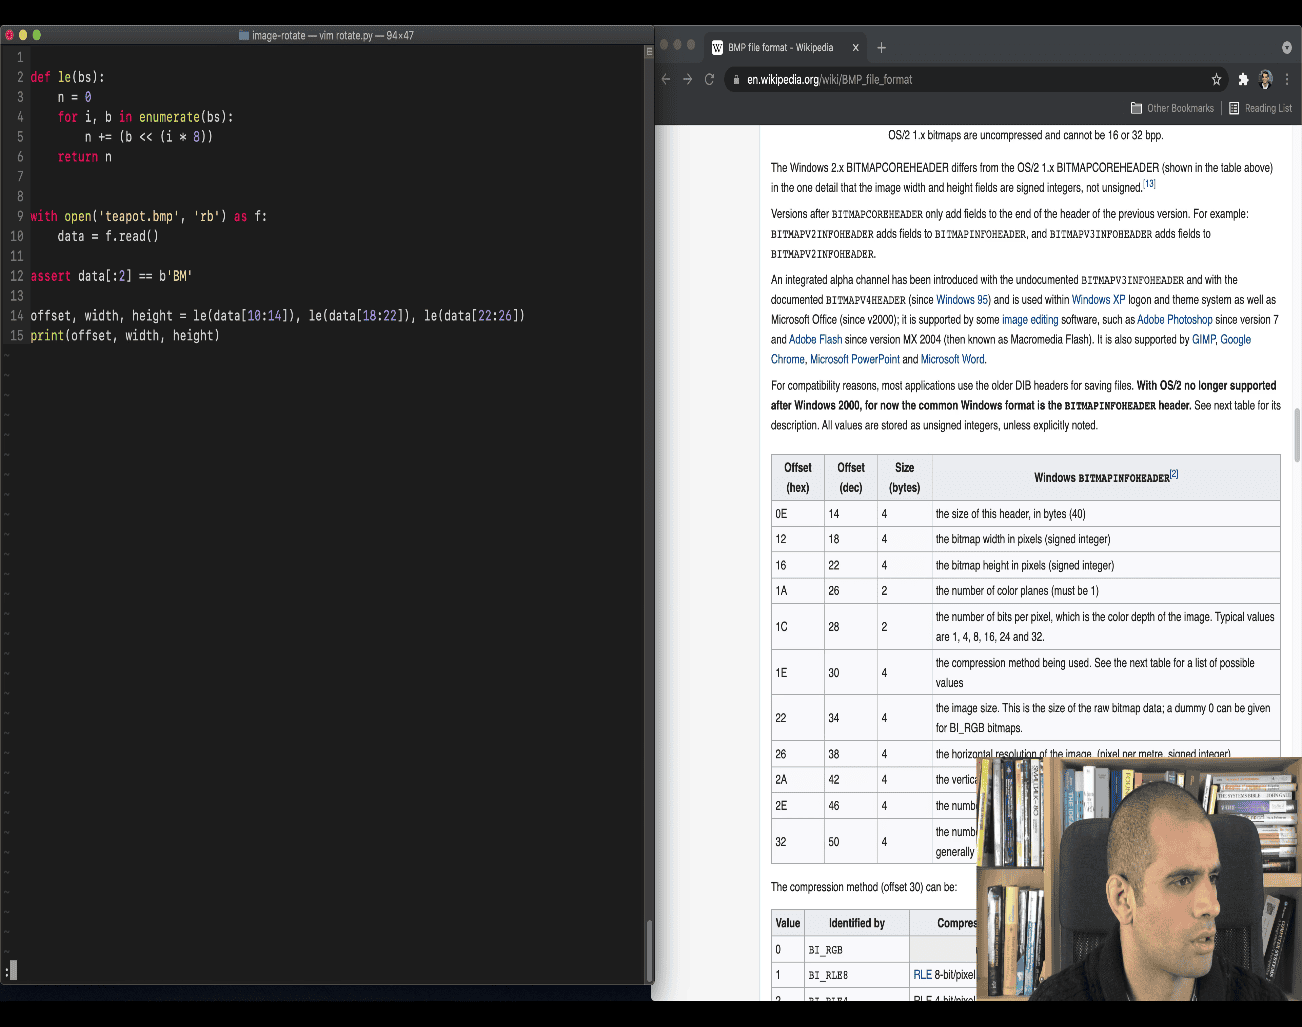 image-rotate — vim rotate.py — 94×47
1
2 def le(bs):
3 n = 0
4 for i, b in enumerate(bs):
5 n += (b << (i * 8))
6 return n
7
8
9 with open('teapot.bmp', 'rb') as f:
10 data = f.read()
11
12 assert data[:2] == b'BM'
13
14 offset, width, height = le(data[10:14]), le(data[18:22]), le(data[22:26])
15 print(offset, width, height)
:
BMP file format - Wikipedia
en.wikipedia.org/wiki/BMP_file_format
Other Bookmarks
Reading List
OS/2 1.x bitmaps are uncompressed and cannot be 16 or 32 bpp.
The Windows 2.x BITMAPCOREHEADER differs from the OS/2 1.x BITMAPCOREHEADER (shown in the table above)
in the one detail that the image width and height fields are signed integers, not unsigned.[13]
Versions after BITMAPCOREHEADER only add fields to the end of the header of the previous version. For example:
BITMAPV2INFOHEADER adds fields to BITMAPINFOHEADER, and BITMAPV3INFOHEADER adds fields to
BITMAPV2INFOHEADER.
An integrated alpha channel has been introduced with the undocumented BITMAPV3INFOHEADER and with the
documented BITMAPV4HEADER (since Windows 95) and is used within Windows XP logon and theme system as well as
Microsoft Office (since v2000); it is supported by some image editing software, such as Adobe Photoshop since version 7
and Adobe Flash since version MX 2004 (then known as Macromedia Flash). It is also supported by GIMP, Google
Chrome, Microsoft PowerPoint and Microsoft Word.
For compatibility reasons, most applications use the older DIB headers for saving files. With OS/2 no longer supported
after Windows 2000, for now the common Windows format is the BITMAPINFOHEADER header. See next table for its
description. All values are stored as unsigned integers, unless explicitly noted.
Offset (hex) Offset (dec) Size (bytes) Windows BITMAPINFOHEADER[2]
0E 14 4 the size of this header, in bytes (40)
12 18 4 the bitmap width in pixels (signed integer)
16 22 4 the bitmap height in pixels (signed integer)
1A 26 2 the number of color planes (must be 1)
1C 28 2 the number of bits per pixel, which is the color depth of the image. Typical values
are 1, 4, 8, 16, 24 and 32.
1E 30 4 the compression method being used. See the next table for a list of possible
values
22 34 4 the image size. This is the size of the raw bitmap data; a dummy 0 can be given
for BI_RGB bitmaps.
26 38 4 the horizontal resolution of the image. (pixel per metre, signed integer)
2A 42 4 the vertica
2E 46 4 the numb
32 50 4 the numb
generally
The compression method (offset 30) can be:
Value Identified by Compres
0 BI_RGB
1 BI_RLE8 RLE 8-bit/pixel
2 BI_RLE4 RLE 4-bit/pixel